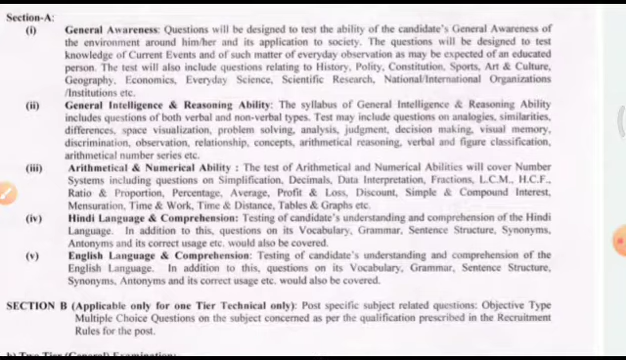 Section-A:
(i) General Awareness: Questions will be designed to test the ability of the candidate's General Awareness of
the environment around him/her and its application to society. The questions will be designed to test
knowledge of Current Events and of such matter of everyday observation as may be expected of an educated
person. The test will also include questions relating to History, Polity, Constitution, Sports, Art & Culture,
Geography, Economics, Everyday Science, Scientific Research, National/International Organizations
/Institutions etc.
(ii) General Intelligence & Reasoning Ability: The syllabus of General Intelligence & Reasoning Ability
includes questions of both verbal and non-verbal types. Test may include questions on analogies, similarities,
differences, space visualization, problem solving, analysis, judgment, decision making, visual memory,
discrimination, observation, relationship, concepts, arithmetical reasoning, verbal and figure classification,
arithmetical number series etc.
(iii) Arithmetical & Numerical Ability : The test of Arithmetical and Numerical Abilities will cover Number
Systems including questions on Simplification, Decimals, Data Interpretation, Fractions, L.C.M., H.C.F.,
Ratio & Proportion, Percentage, Average, Profit & Loss, Discount, Simple & Compound Interest,
Mensuration, Time & Work, Time & Distance, Tables & Graphs etc.
(iv) Hindi Language & Comprehension: Testing of candidate's understanding and comprehension of the Hindi
Language. In addition to this, questions on its Vocabulary, Grammar, Sentence Structure, Synonyms,
Antonyms and its correct usage etc. would also be covered.
(v) English Language & Comprehension: Testing of candidate's understanding and comprehension of the
English Language. In addition to this, questions on its Vocabulary, Grammar, Sentence Structure,
Synonyms, Antonyms and its correct usage etc. would also be covered.
SECTION B (Applicable only for one Tier Technical only): Post specific subject related questions: Objective Type
Multiple Choice Questions on the subject concerned as per the qualification prescribed in the Recruitment
Rules for the post.
b) Two Tier (General) Examination: